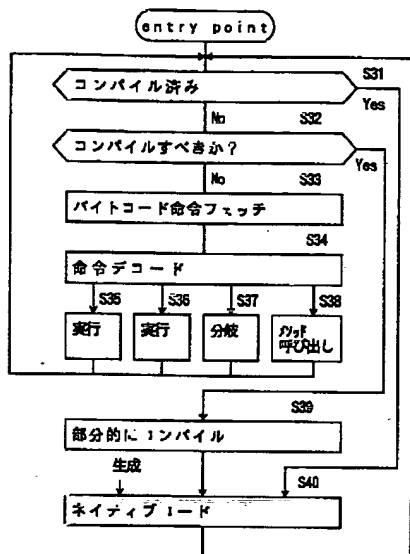 entry point
コンパイル済み
S31
Yes
No
S32
コンパイルすべきか?
Yes
No
S33
バイトコード命令フェッチ
S34
命令デコード
S35
S36
S37
S38
実行
実行
分岐
メソッド
呼び出し
S39
部分的にコンパイル
生成
S40
ネイティブコード